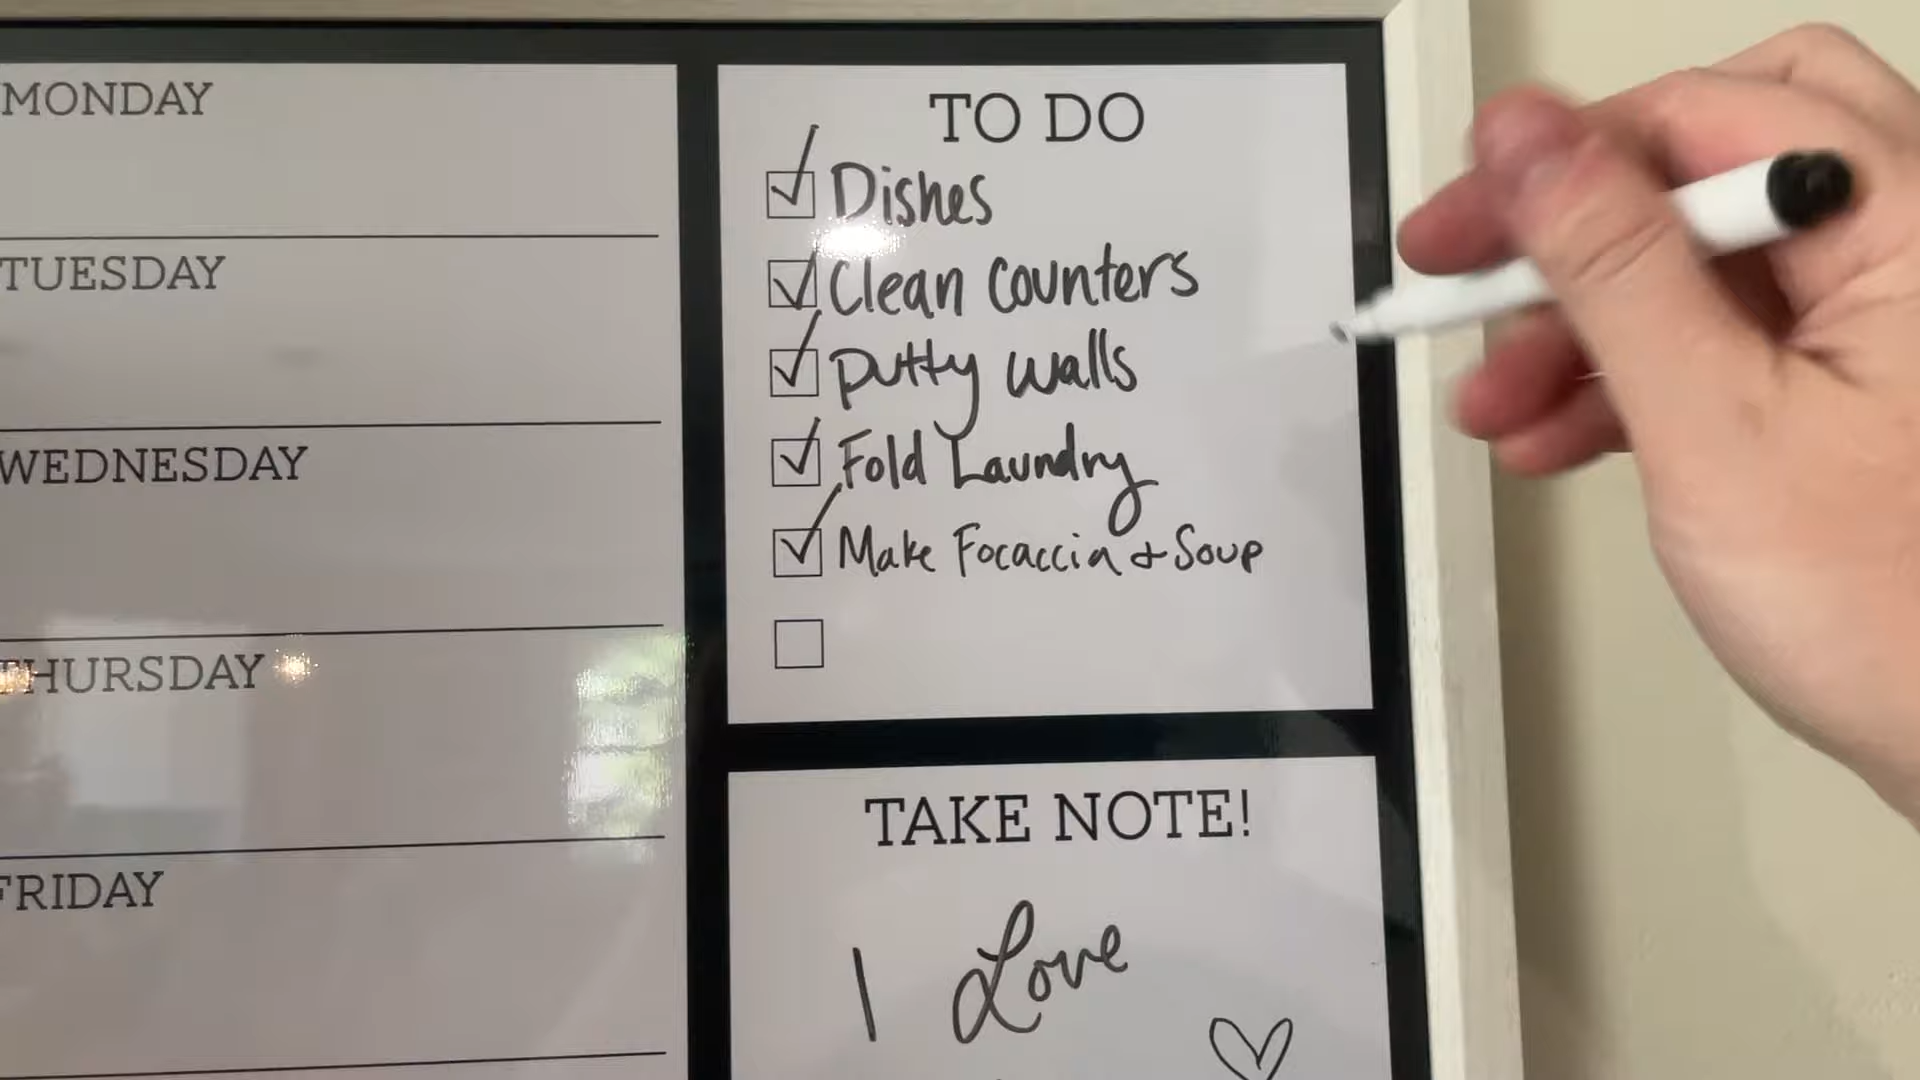 MONDAY
TUESDAY
WEDNESDAY
THURSDAY
FRIDAY
TO DO
Dishes
Clean Counters
Putty walls
Fold Laundry
Make Focaccia + Soup
TAKE NOTE!
I Love